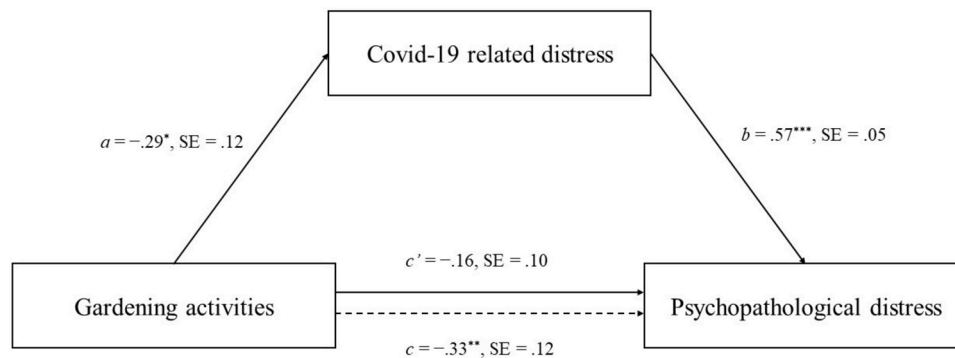 Covid-19 related distress
a = −.29*, SE = .12
b = .57***, SE = .05
c’ = −.16, SE = .10
Gardening activities
Psychopathological distress
c = −.33**, SE = .12